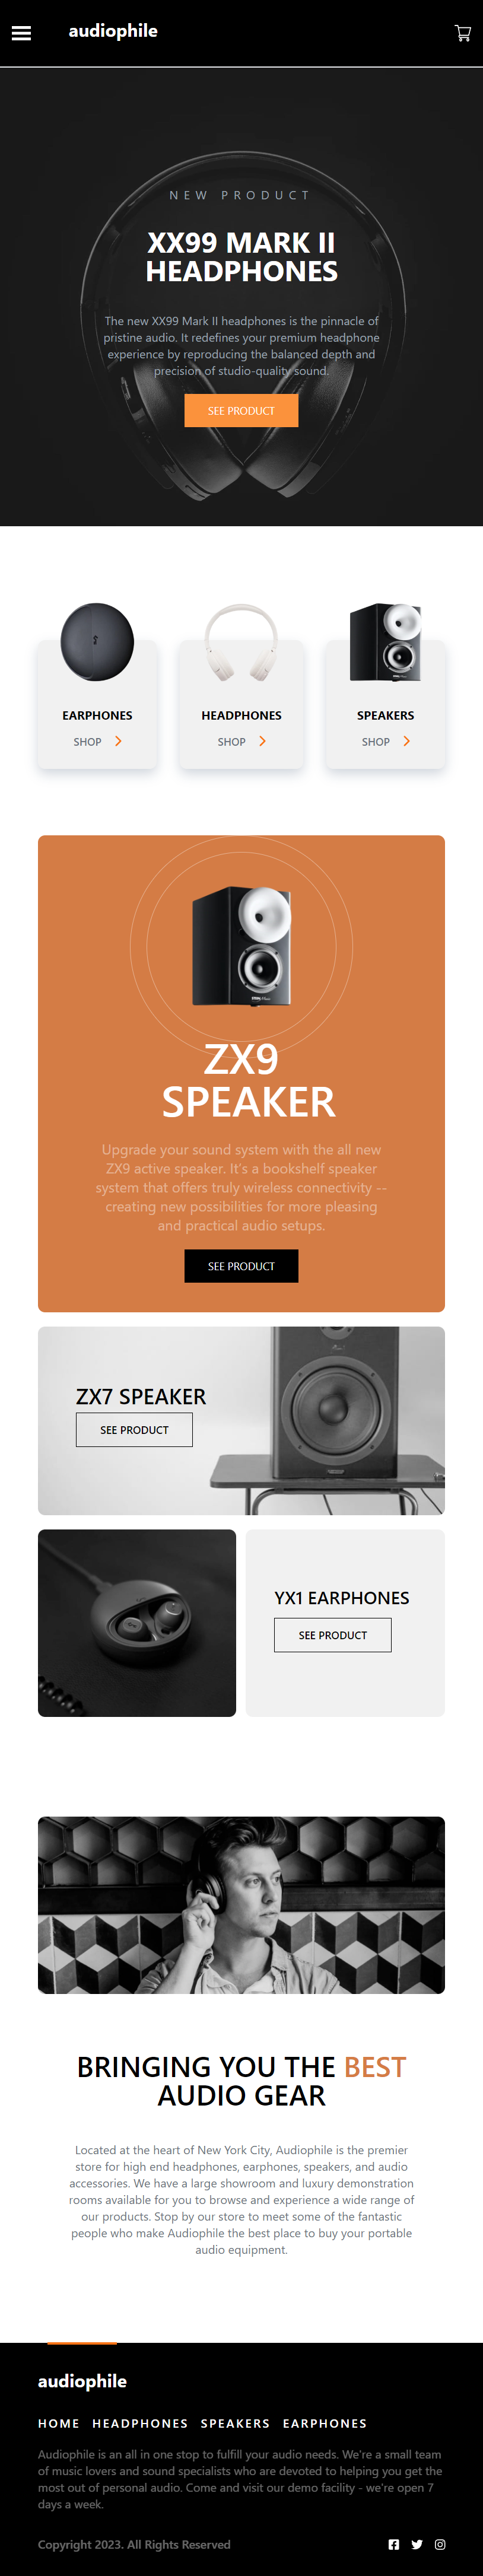 audiophile
NEW PRODUCT
XX99 MARK II
HEADPHONES
The new XX99 Mark II headphones is the pinnacle of
pristine audio. It redefines your premium headphone
experience by reproducing the balanced depth and
precision of studio-quality sound.
SEE PRODUCT
EARPHONES
SHOP
HEADPHONES
SHOP
SPEAKERS
SHOP
ZX9
SPEAKER
Upgrade your sound system with the all new
ZX9 active speaker. It's a bookshelf speaker
system that offers truly wireless connectivity --
creating new possibilities for more pleasing
and practical audio setups.
SEE PRODUCT
ZX7 SPEAKER
SEE PRODUCT
YX1 EARPHONES
SEE PRODUCT
BRINGING YOU THE BEST
AUDIO GEAR
Located at the heart of New York City, Audiophile is the premier
store for high end headphones, earphones, speakers, and audio
accessories. We have a large showroom and luxury demonstration
rooms available for you to browse and experience a wide range of
our products. Stop by our store to meet some of the fantastic
people who make Audiophile the best place to buy your portable
audio equipment.
audiophile
HOME HEADPHONES SPEAKERS EARPHONES
Audiophile is an all in one stop to fulfill your audio needs. We're a small team
of music lovers and sound specialists who are devoted to helping you get the
most out of personal audio. Come and visit our demo facility - we're open 7
days a week.
Copyright 2023. All Rights Reserved